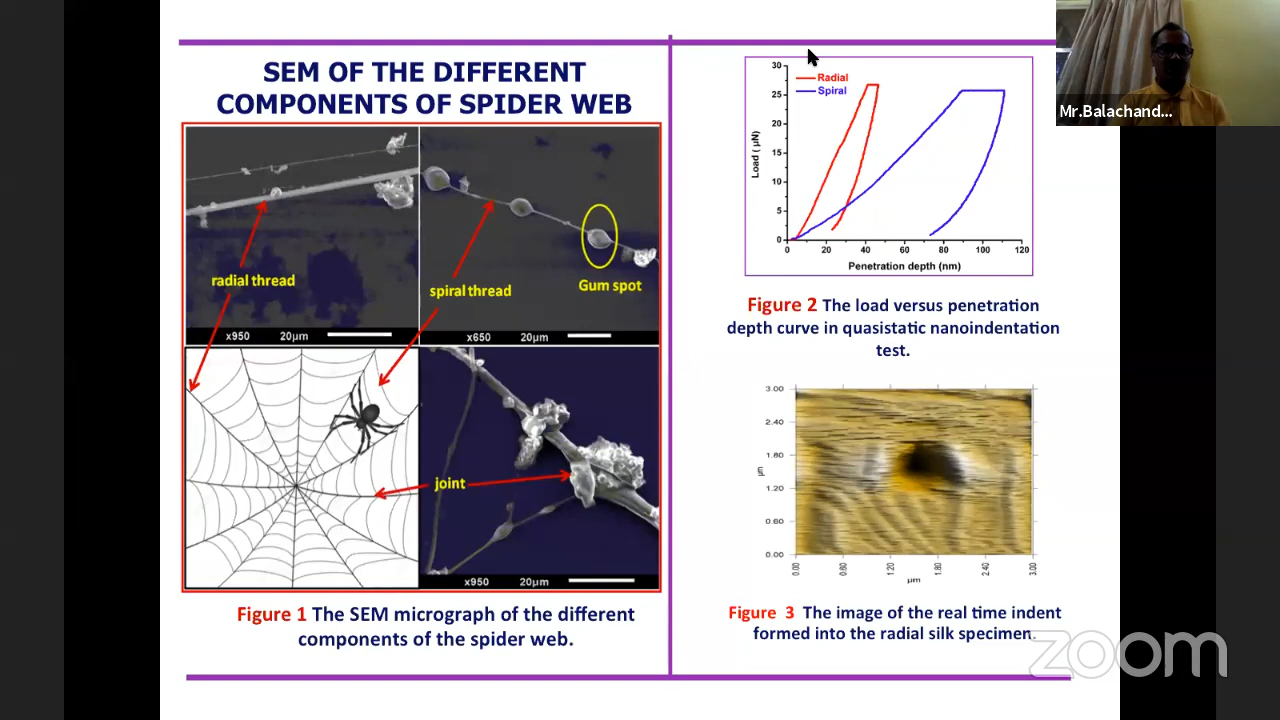 SEM OF THE DIFFERENT
COMPONENTS OF SPIDER WEB
radial thread
x950 20µm
spiral thread
Gum spot
x650 20µm
joint
x950 20µm
Figure 1 The SEM micrograph of the different
components of the spider web.
30
25
20
15
10
5
0
Load ( µN)
Radial
Spiral
0 20 40 60 80 100 120
Penetration depth (nm)
Figure 2 The load versus penetration
depth curve in quasistatic nanoindentation
test.
3.00
2.40
1.80
1.20
0.60
0.00
µm
0.00 0.60 1.20 1.80 2.40 3.00
µm
Figure 3 The image of the real time indent
formed into the radial silk specimen.
Mr.Balachand...
zoom